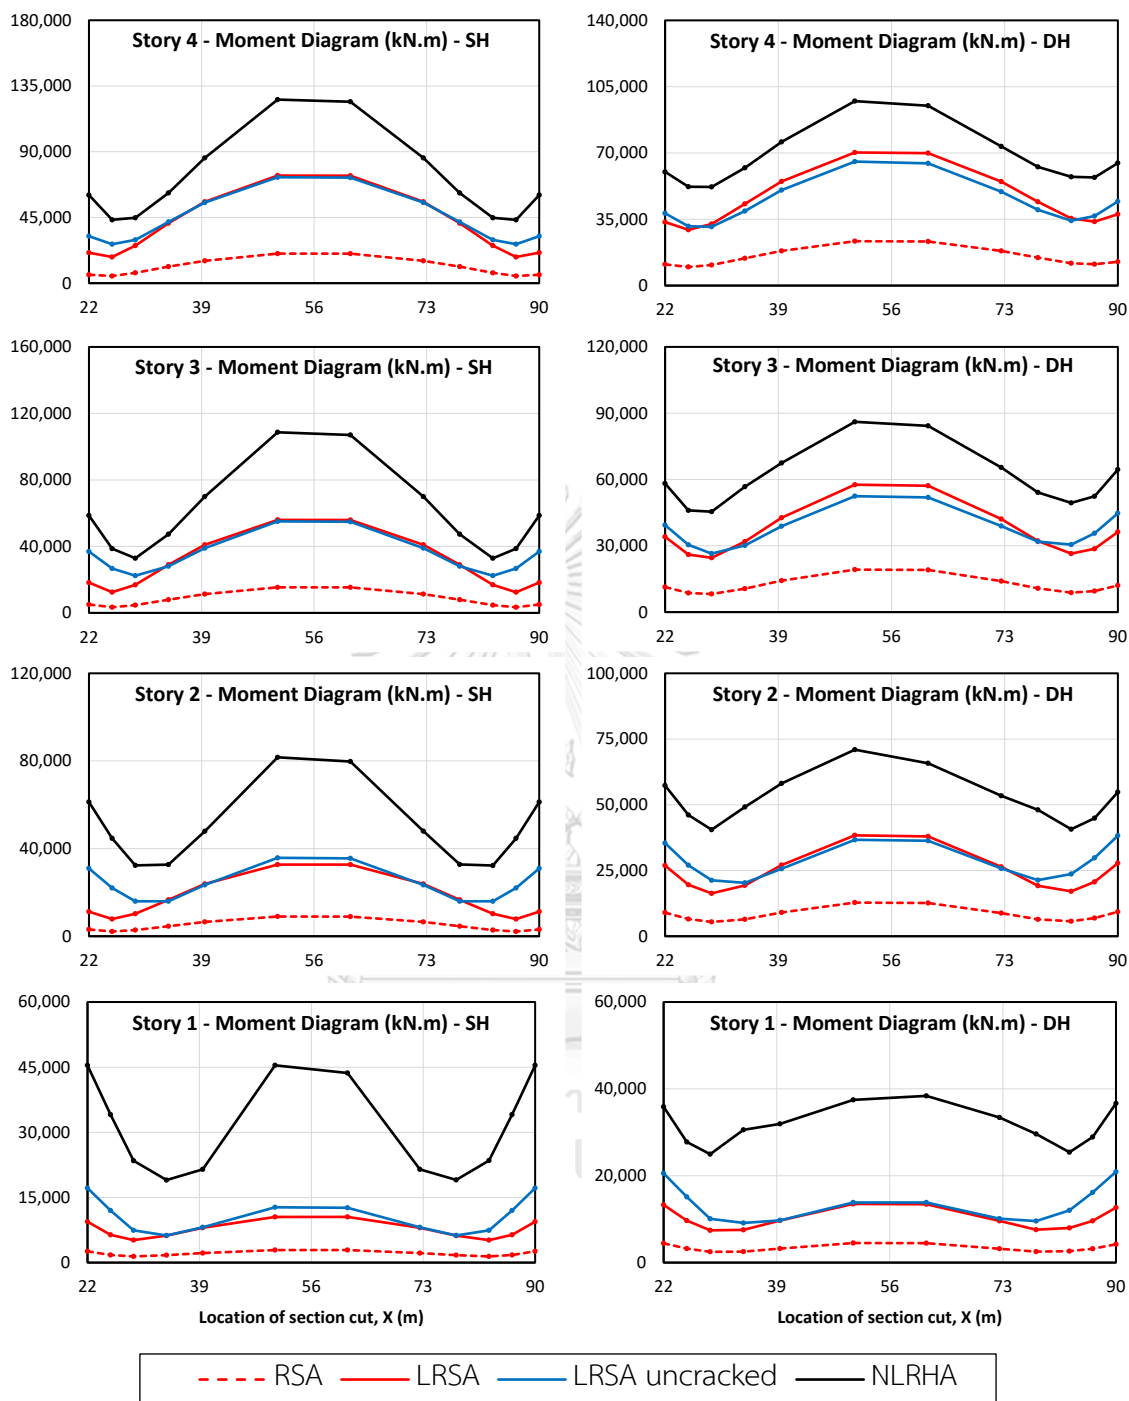 180,000
135,000
90,000
45,000
0
Story 4 - Moment Diagram (kN.m) - SH
22 39 56 73 90
140,000
105,000
70,000
35,000
0
Story 4 - Moment Diagram (kN.m) - DH
22 39 56 73 90
160,000
120,000
80,000
40,000
0
Story 3 - Moment Diagram (kN.m) - SH
22 39 56 73 90
120,000
90,000
60,000
30,000
0
Story 3 - Moment Diagram (kN.m) - DH
22 39 56 73 90
120,000
80,000
40,000
0
Story 2 - Moment Diagram (kN.m) - SH
22 39 56 73 90
100,000
75,000
50,000
25,000
0
Story 2 - Moment Diagram (kN.m) - DH
22 39 56 73 90
60,000
45,000
30,000
15,000
0
Story 1 - Moment Diagram (kN.m) - SH
22 39 56 73 90
Location of section cut, X (m)
60,000
40,000
20,000
0
Story 1 - Moment Diagram (kN.m) - DH
22 39 56 73 90
Location of section cut, X (m)
RSA LRSA LRSA uncracked NLRHA